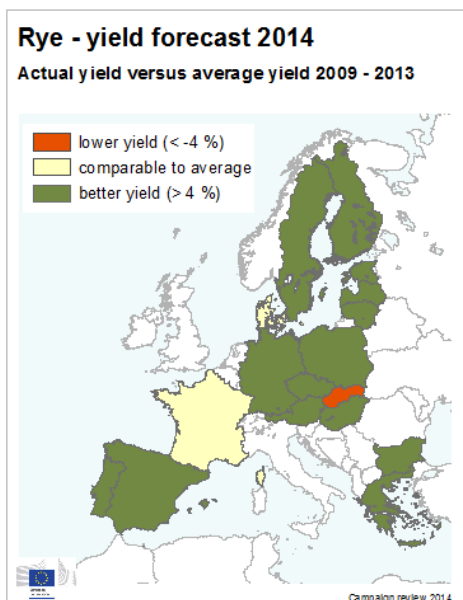 Rye - yield forecast 2014
Actual yield versus average yield 2009 - 2013
lower yield (< -4 %)
comparable to average
better yield (> 4 %)
Campaign review 2014